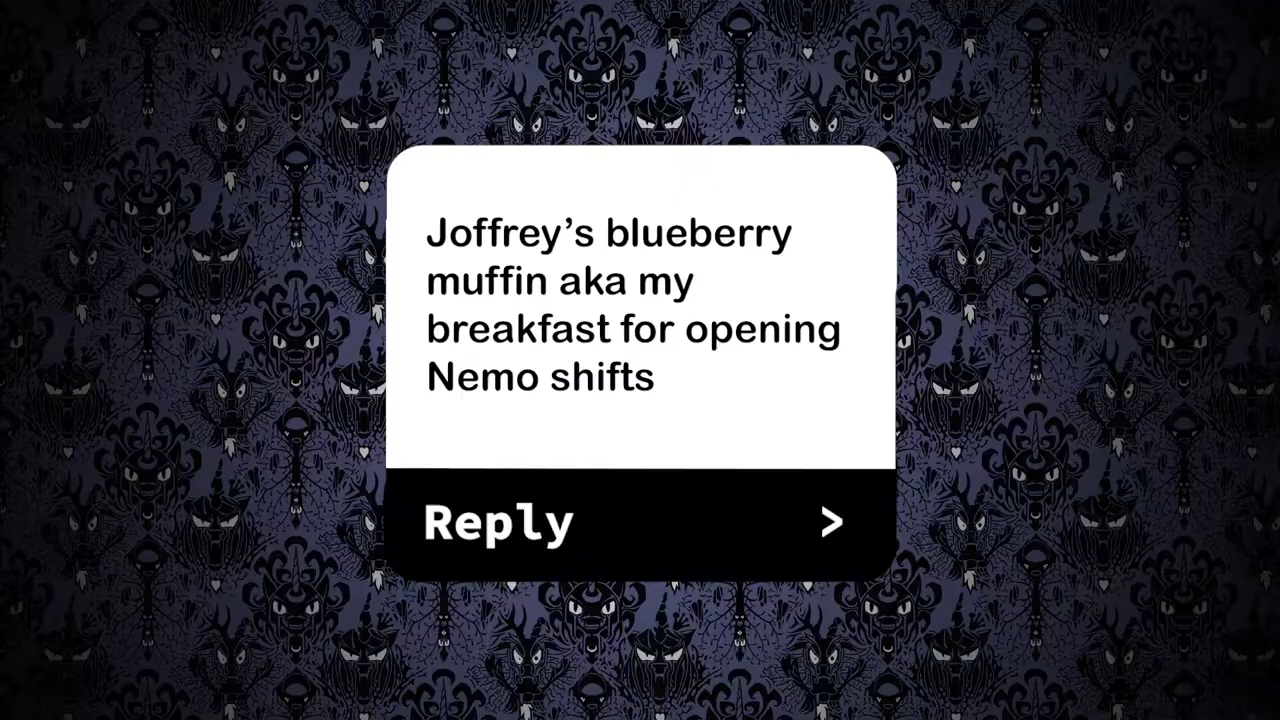 Joffrey’s blueberry
muffin aka my
breakfast for opening
Nemo shifts
Reply >